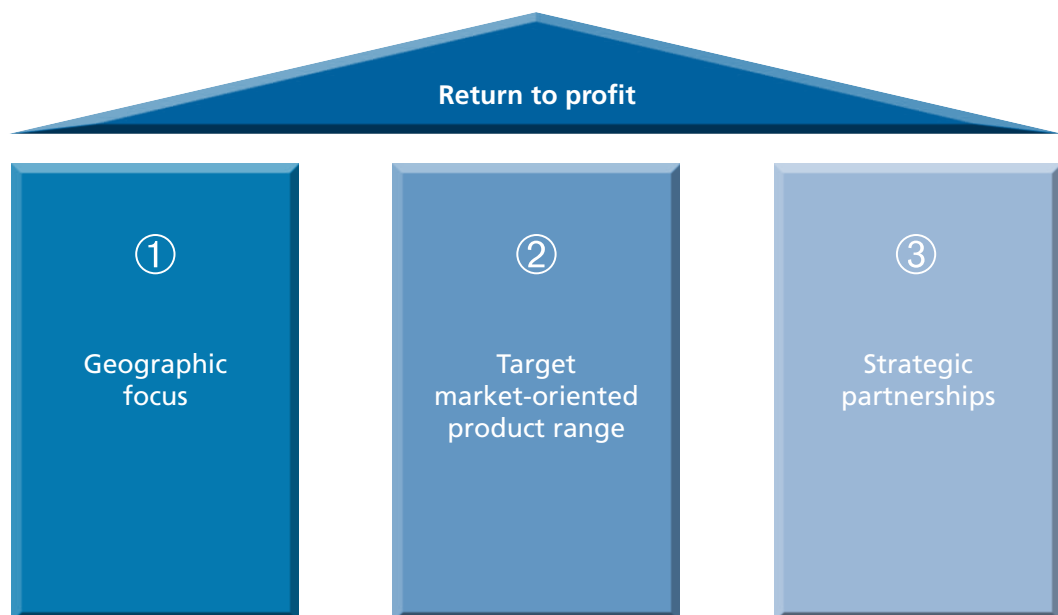 Return to profit
①
Geographic
focus
②
Target
market-oriented
product range
③
Strategic
partnerships